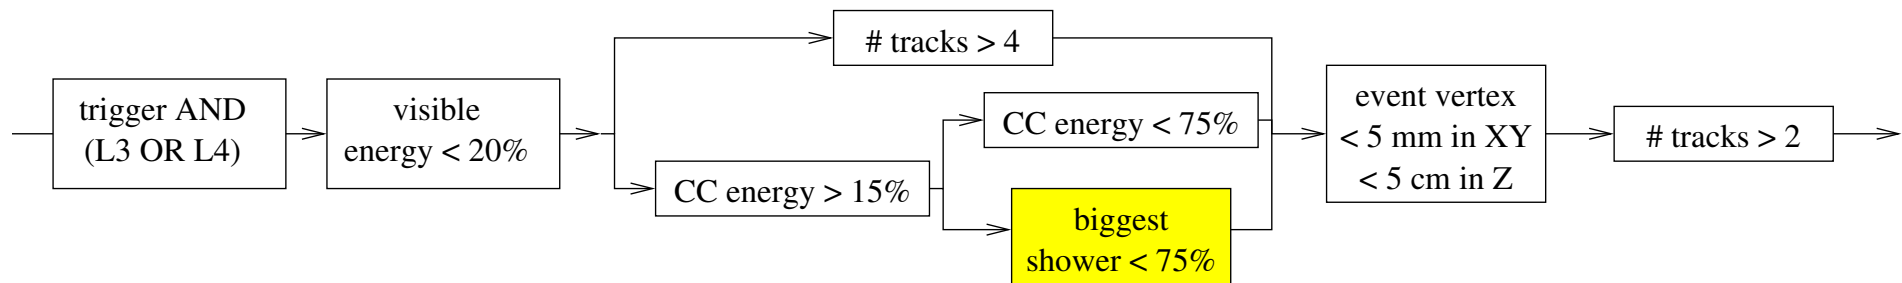 trigger AND
(L3 OR L4)
visible
energy < 20%
# tracks > 4
CC energy > 15%
CC energy < 75%
biggest
shower < 75%
event vertex
< 5 mm in XY
< 5 cm in Z
# tracks > 2